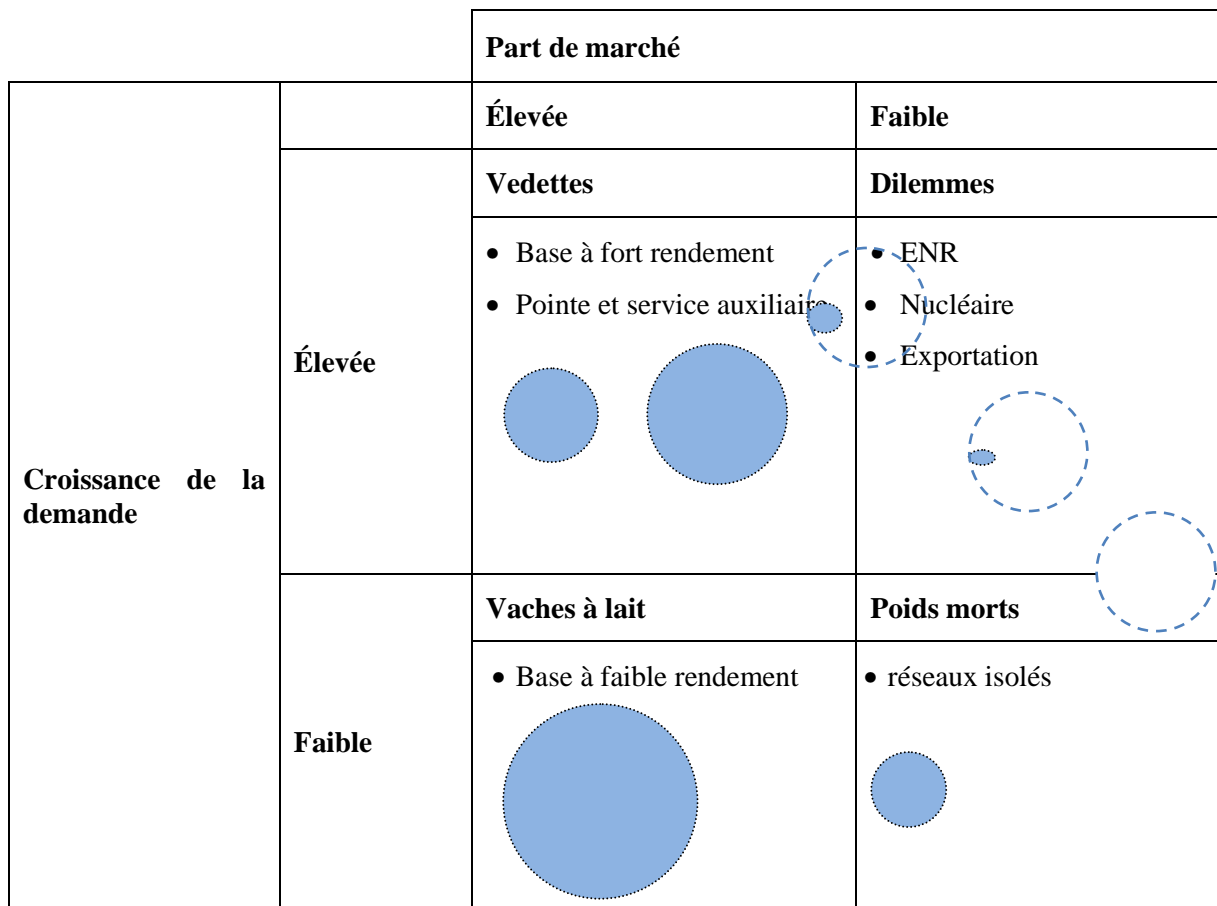 Part de marché
Élevée
Faible
Vedettes
Dilemmes
• Base à fort rendement
• Pointe et service auxiliaire
• ENR
• Nucléaire
• Exportation
Élevée
Croissance de la
demande
Vaches à lait
Poids morts
• Base à faible rendement
• réseaux isolés
Faible